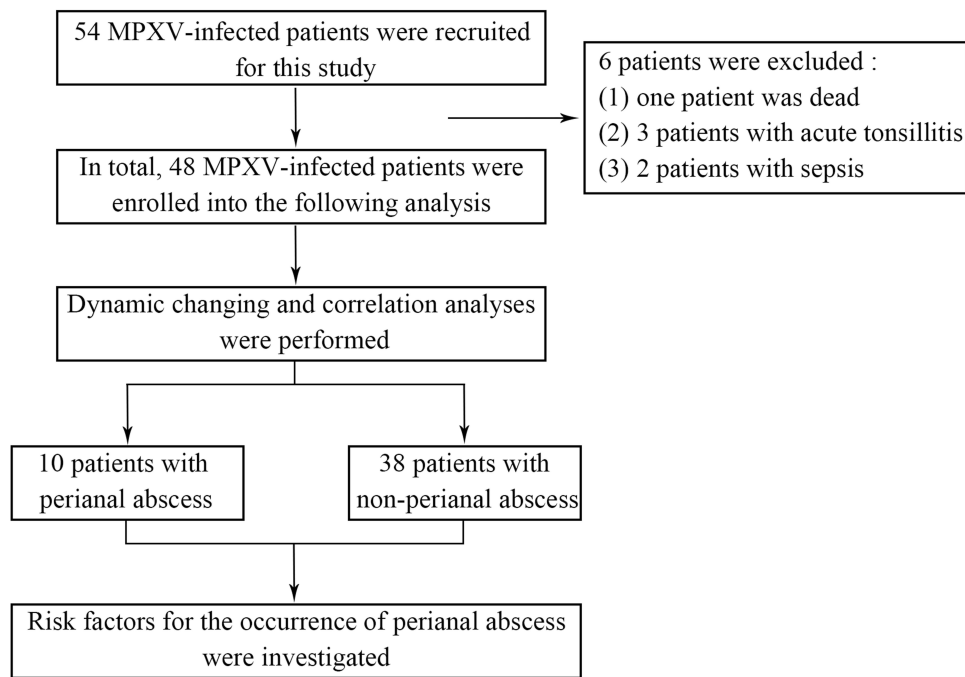 54 MPXV-infected patients were recruited
for this study
6 patients were excluded :
(1) one patient was dead
(2) 3 patients with acute tonsillitis
(3) 2 patients with sepsis
In total, 48 MPXV-infected patients were
enrolled into the following analysis
Dynamic changing and correlation analyses
were performed
10 patients with
perianal abscess
38 patients with
non-perianal abscess
Risk factors for the occurrence of perianal abscess
were investigated